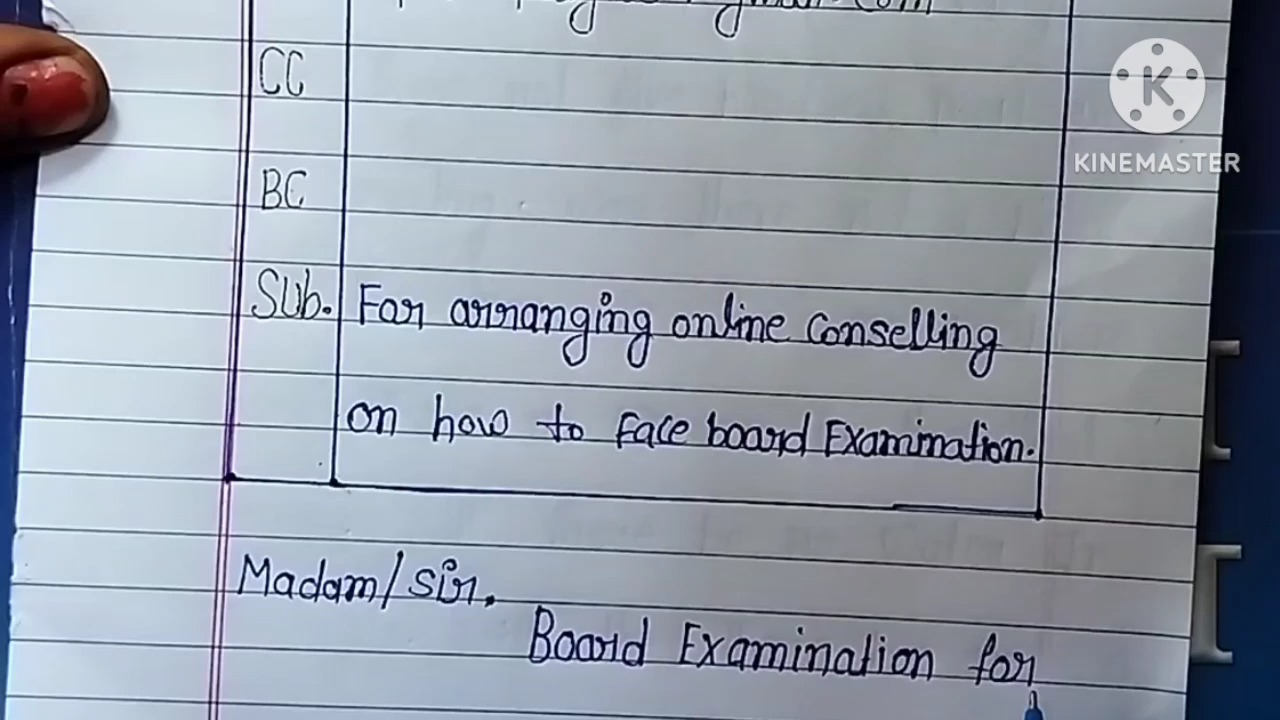 CC
BC
Sub. For arranging online Conselling
on how to Face board Examination.
Madam/Sir,
Board Examination for
K
KINEMASTER